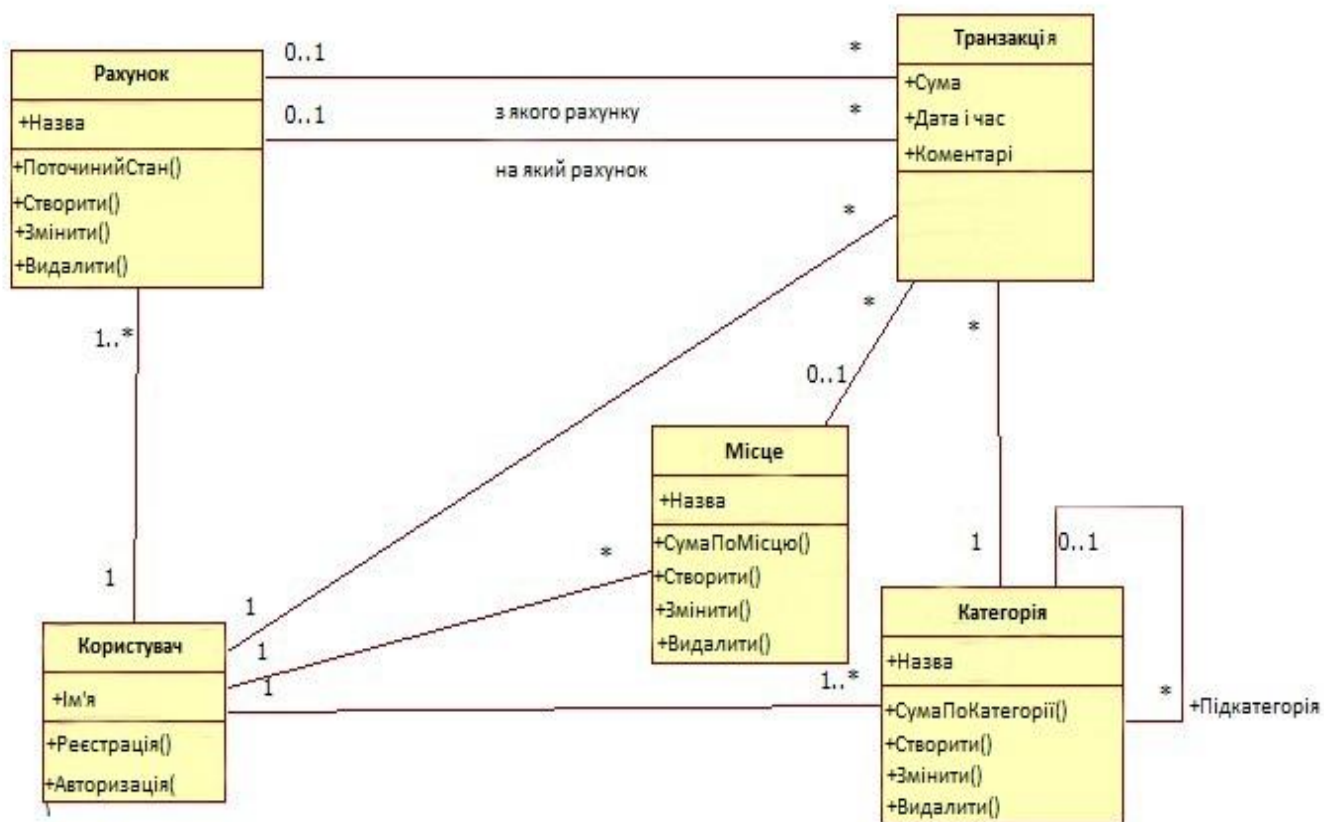 Рахунок
+Назва
+ПоточинийСтан()
+Створити()
+Змінити()
+Видалити()
0..1
*
0..1
з якого рахунку
*
на який рахунок
Транзакція
+Сума
+Дата і час
+Коментарі
1..*
1
*
1
*
0..1
*
1
Місце
+Назва
+СумаПоМісцю()
+Створити()
+Змінити()
+Видалити()
*
1
Користувач
+Ім'я
+Реєстрація()
+Авторизація(
)
1
1..*
0..1
*
+Підкатегорія
Категорія
+Назва
+СумаПоКатегорії()
+Створити()
+Змінити()
+Видалити()